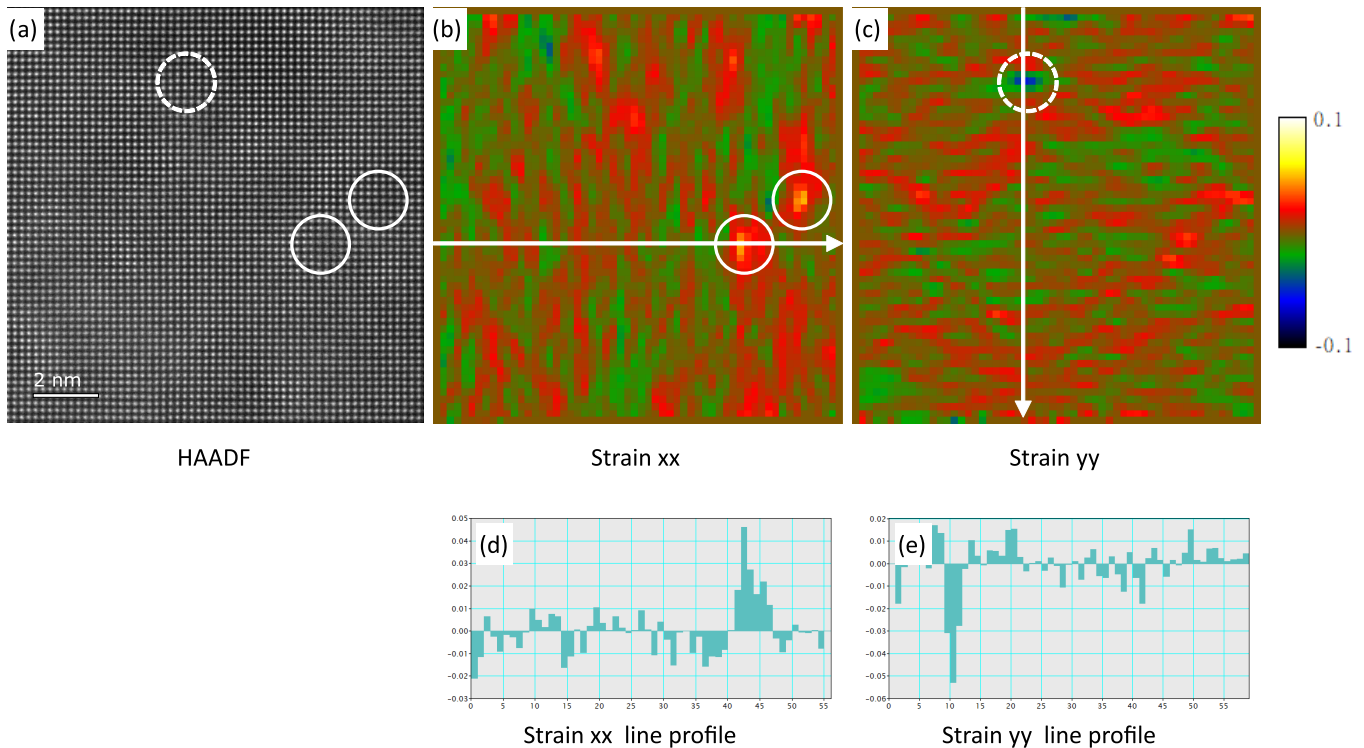 (a)
(b)
(c)
2 nm
0.1
-0.1
HAADF
Strain xx
Strain yy
(d)
0.05
0.04
0.03
0.02
0.01
0.00
−0.01
−0.02
−0.03
0 5 10 15 20 25 30 35 40 45 50 55
Strain xx line profile
(e)
0.02
0.01
0.00
−0.01
−0.02
−0.03
−0.04
−0.05
−0.06
0 5 10 15 20 25 30 35 40 45 50 55
Strain yy line profile